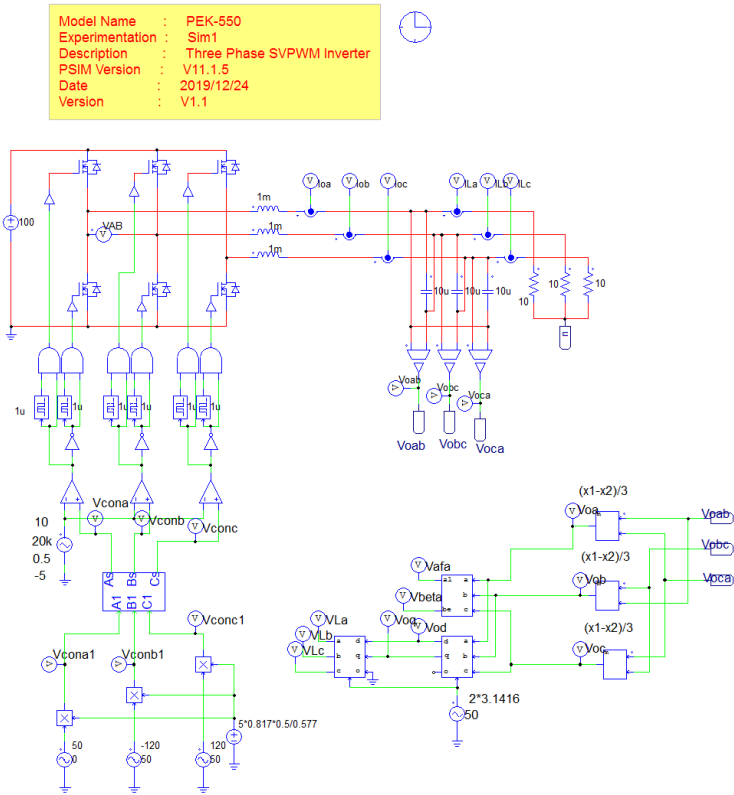 Model Name : PEK-550
Experimentation : Sim1
Description : Three Phase SVPWM Inverter
PSIM Version : V11.1.5
Date : 2019/12/24
Version : V1.1
100
VAB
1m
1m
1m
Ioa
Iob
Ioc
ILa
ILb
ILc
10u
10u
10u
10
10
10
n
Voab
Vobc
Voca
Voab
Vobc
Voca
1u
1u
1u
1u
1u
Vcona
Vconb
Vconc
10
20k
0.5
-5
As
Bs
Cs
A1
B1
C1
Vcona1
Vconb1
Vconc1
5*0.817*0.5/0.577
50
0
-120
50
120
50
(x1-x2)/3
Voa
Voab
(x1-x2)/3
Vobc
Vob
Voca
(x1-x2)/3
Voc
Vafa
Vbeta
al
be
a
b
c
VLa
VLb
VLc
Voq
Vod
a
b
c
d
q
o
d
q
o
a
b
c
2*3.1416
50